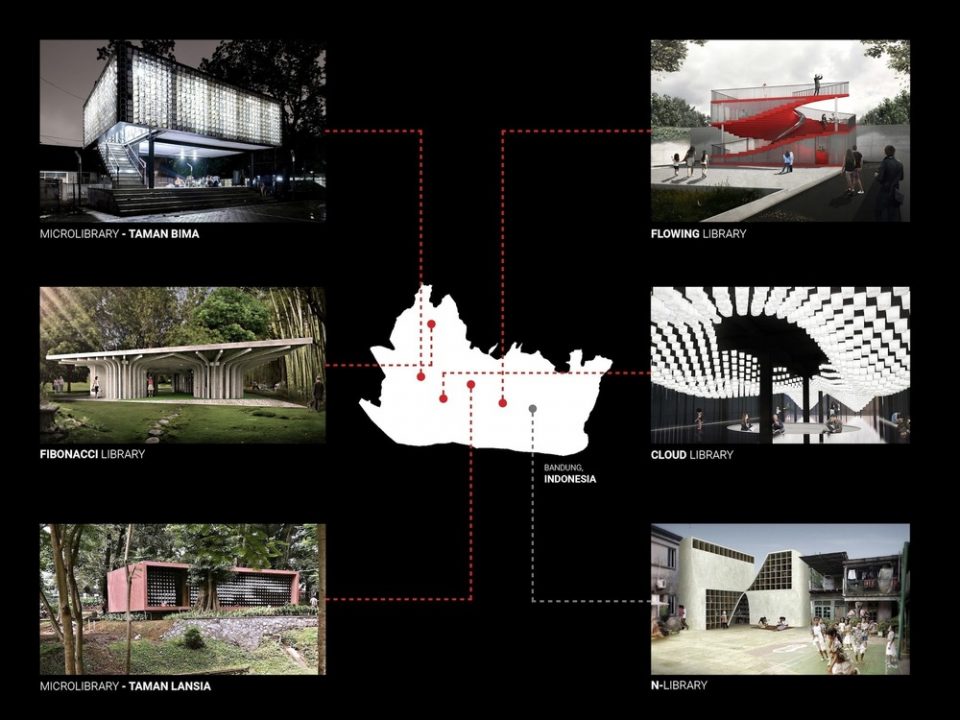 MICROLIBRARY - TAMAN BIMA
FLOWING LIBRARY
FIBONACCI LIBRARY
CLOUD LIBRARY
BANDUNG,
INDONESIA
MICROLIBRARY - TAMAN LANSIA
N-LIBRARY